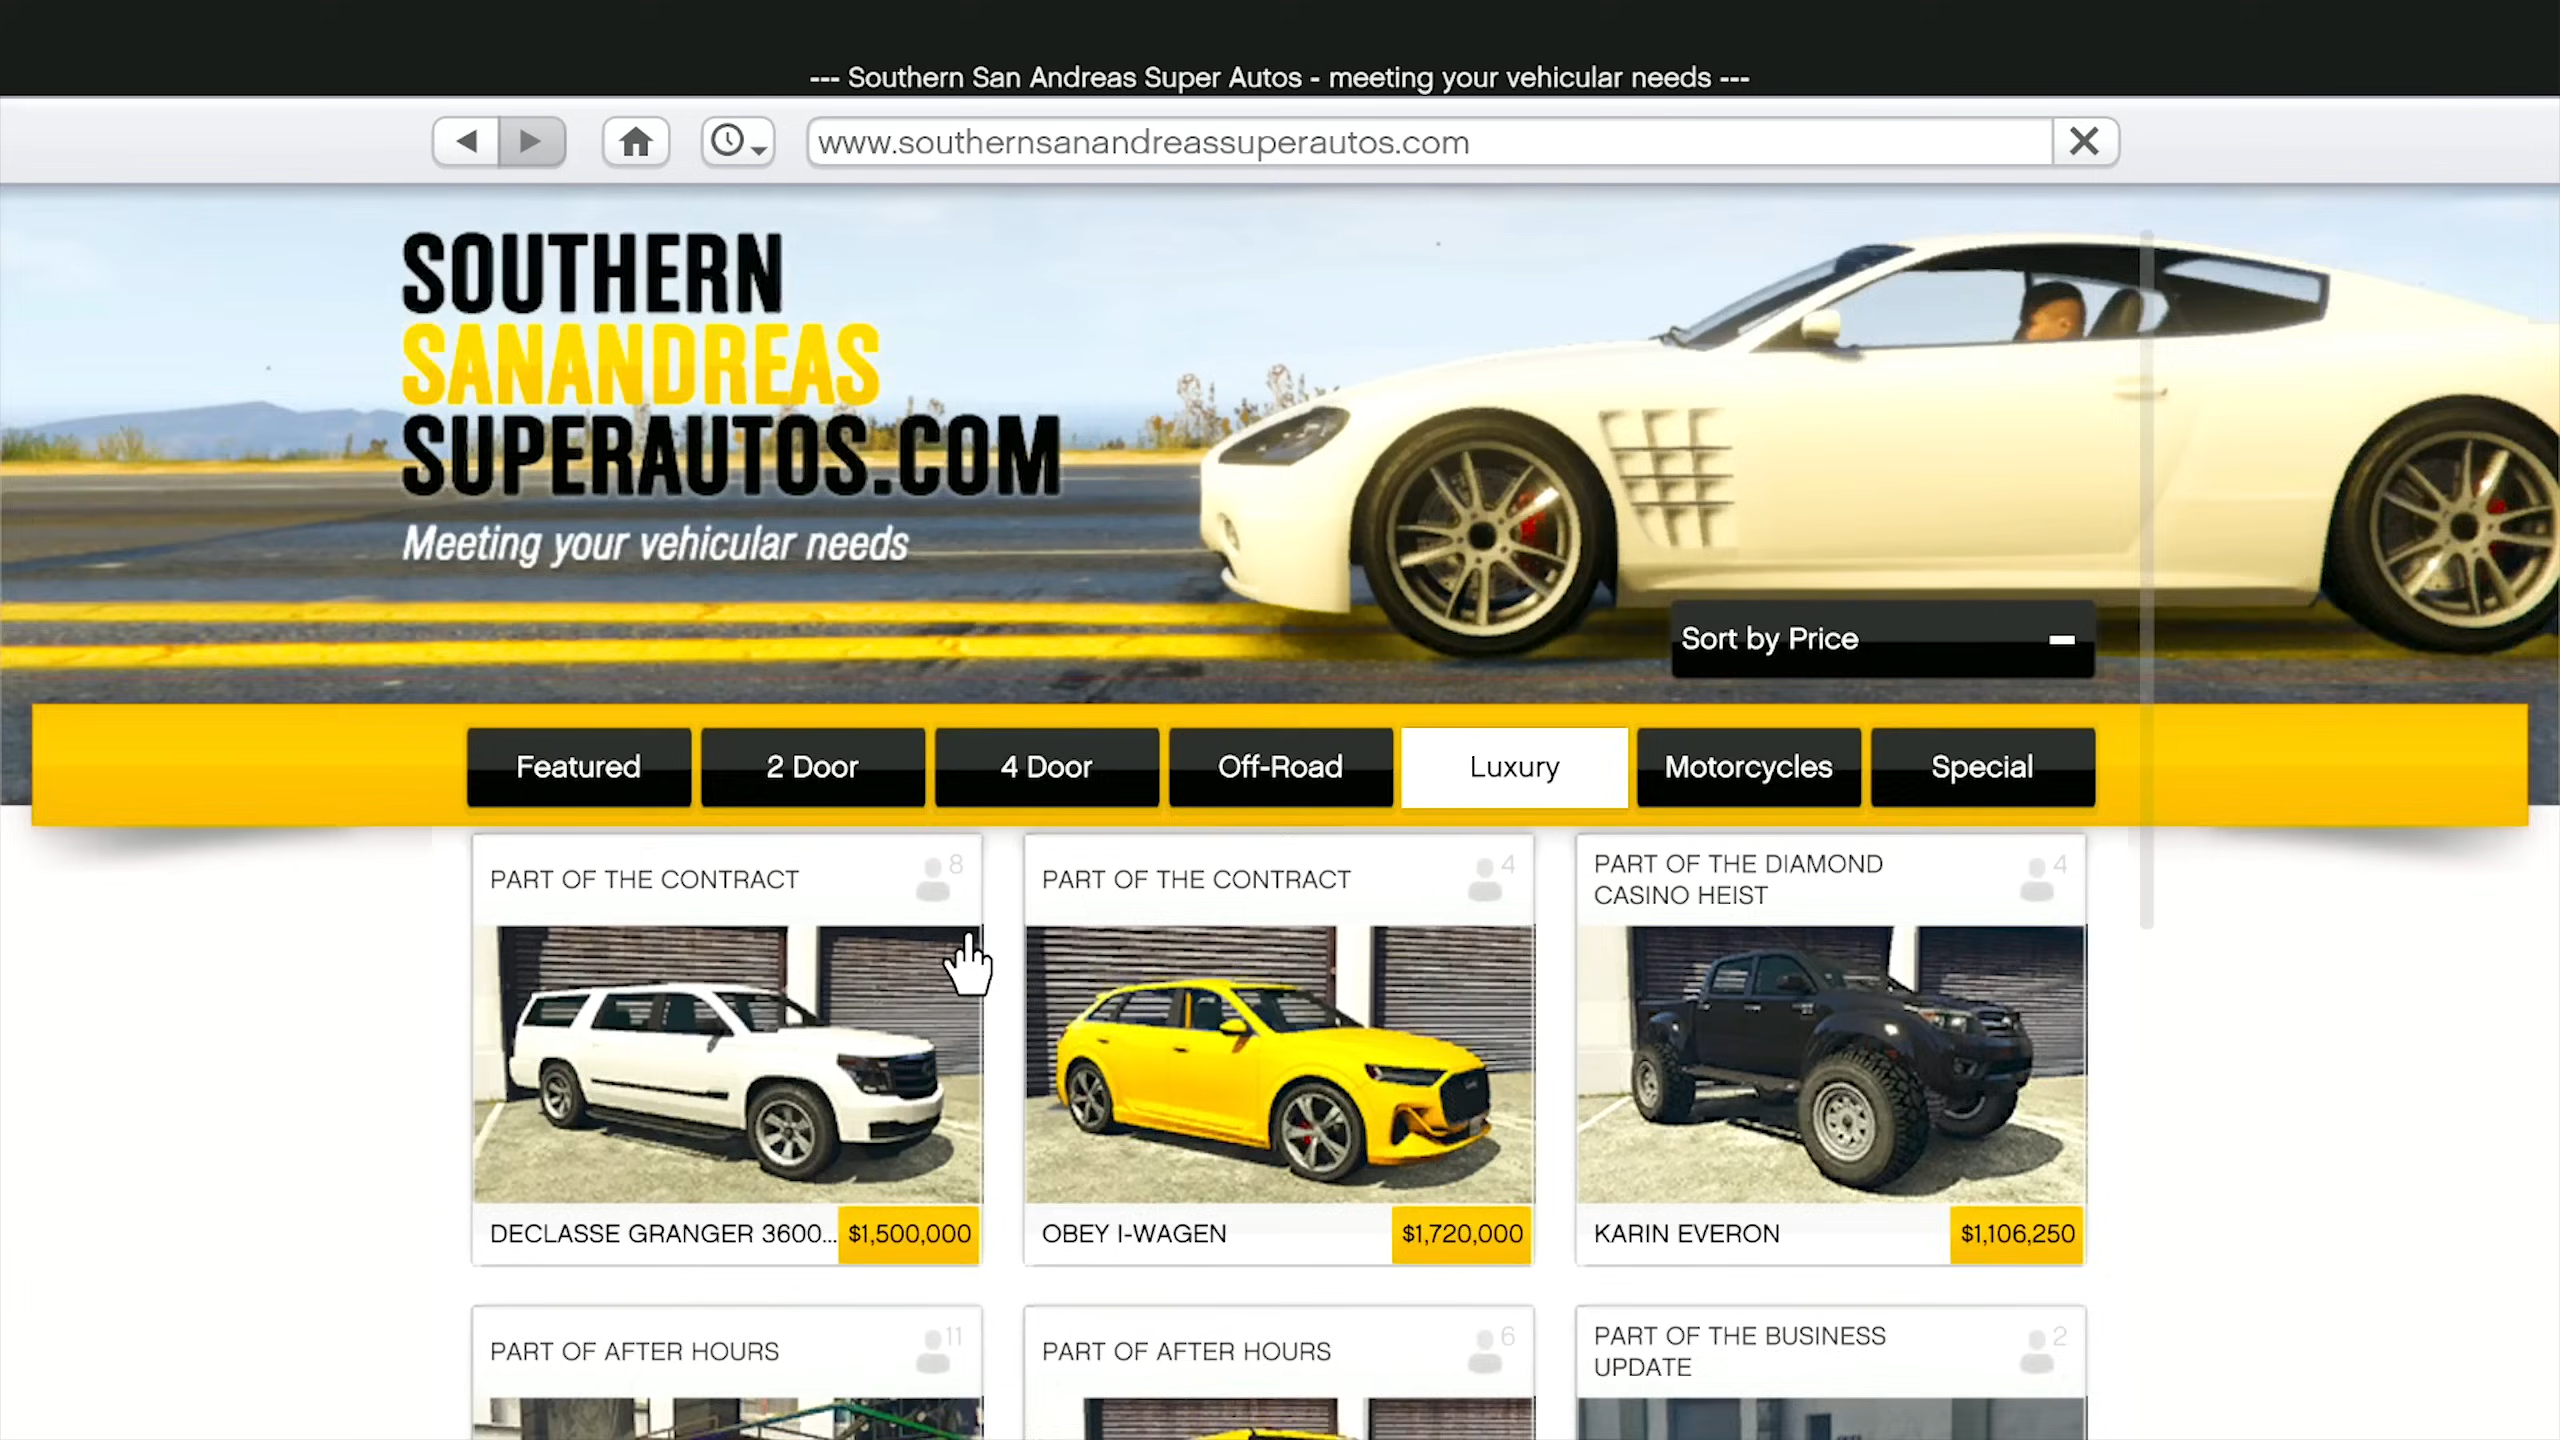 --- Southern San Andreas Super Autos - meeting your vehicular needs ---
www.southernsanandreassuperautos.com
SOUTHERN
SANANDREAS
SUPERAUTOS.COM
Meeting your vehicular needs
Sort by Price
Featured
2 Door
4 Door
Off-Road
Luxury
Motorcycles
Special
PART OF THE CONTRACT
8
DECLASSE GRANGER 3600...
$1,500,000
PART OF THE CONTRACT
4
OBEY I-WAGEN
$1,720,000
PART OF THE DIAMOND
CASINO HEIST
4
KARIN EVERON
$1,106,250
PART OF AFTER HOURS
11
PART OF AFTER HOURS
6
PART OF THE BUSINESS
UPDATE
2